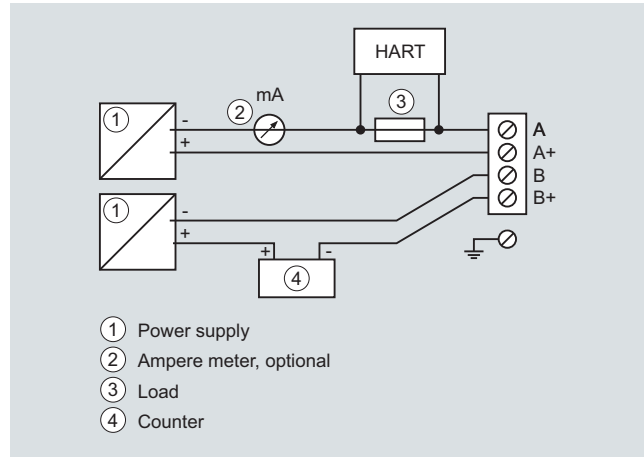 HART
mA
② ③
① - A
+ A+
B
① - B+
+ + -
④
① Power supply
② Ampere meter, optional
③ Load
④ Counter